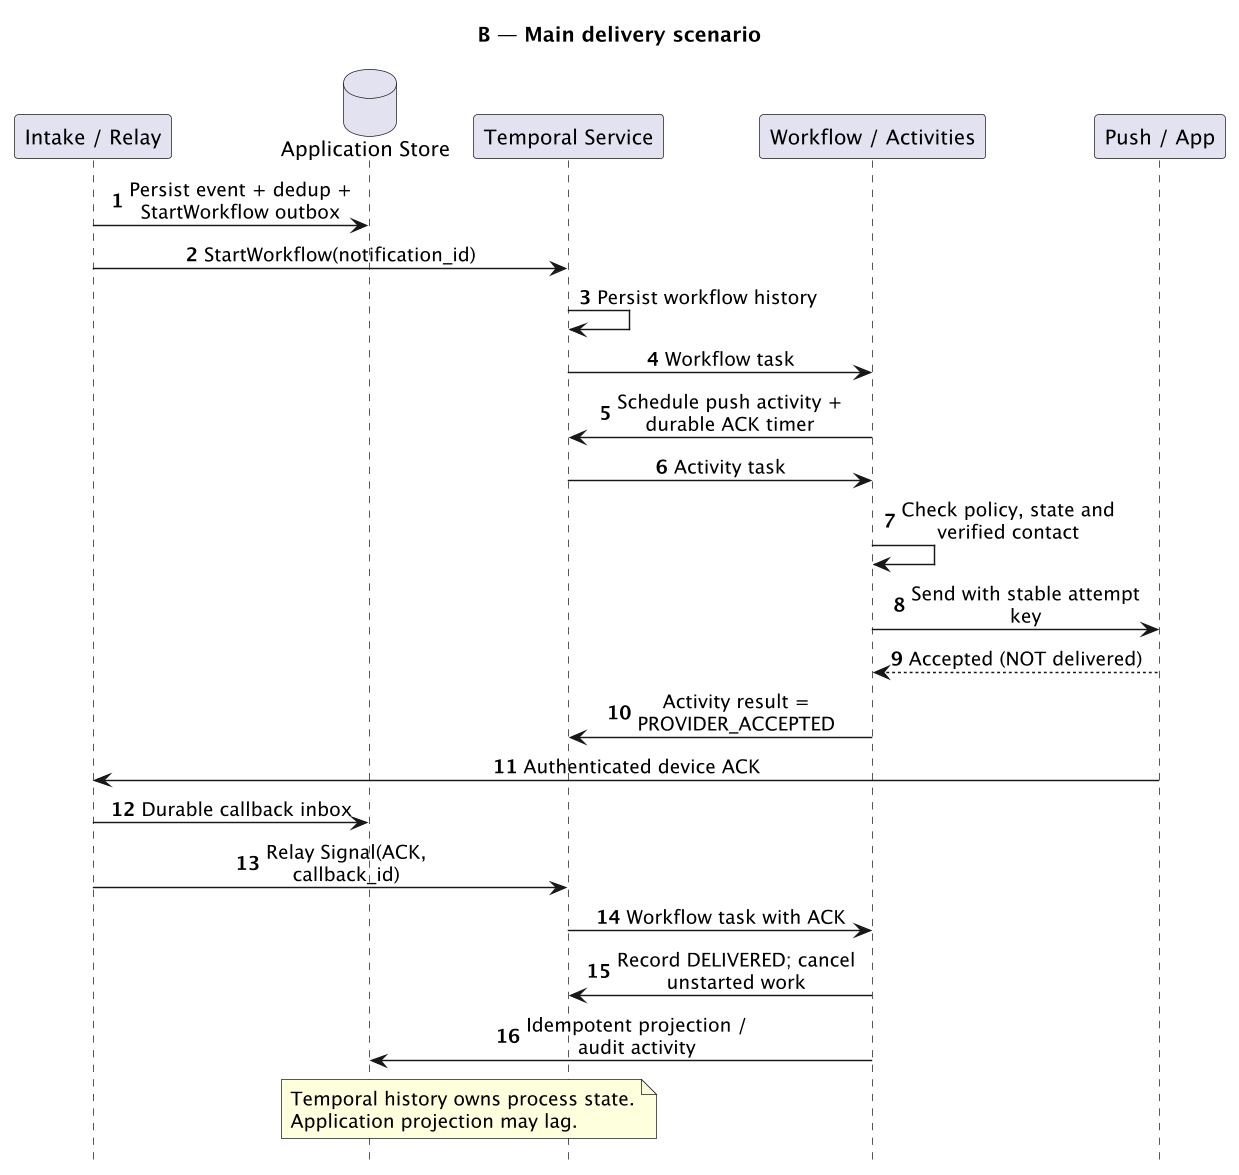 B — Main delivery scenario
Intake / Relay
Application Store
Temporal Service
Workflow / Activities
Push / App
1 Persist event + dedup +
StartWorkflow outbox
2 StartWorkflow(notification_id)
3 Persist workflow history
4 Workflow task
5 Schedule push activity +
durable ACK timer
6 Activity task
7 Check policy, state and
verified contact
8 Send with stable attempt
key
9 Accepted (NOT delivered)
10 Activity result =
PROVIDER_ACCEPTED
11 Authenticated device ACK
12 Durable callback inbox
13 Relay Signal(ACK,
callback_id)
14 Workflow task with ACK
15 Record DELIVERED; cancel
unstarted work
16 Idempotent projection /
audit activity
Temporal history owns process state.
Application projection may lag.